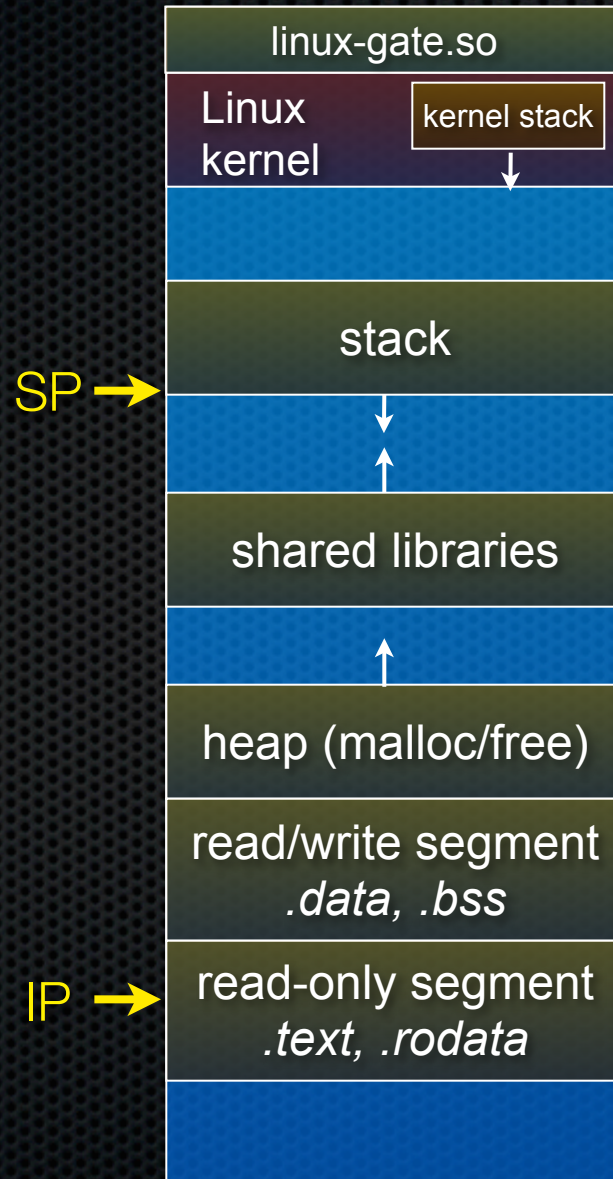 linux-gate.so
Linux
kernel
kernel stack
stack
SP
shared libraries
heap (malloc/free)
read/write segment
.data, .bss
IP
read-only segment
.text, .rodata